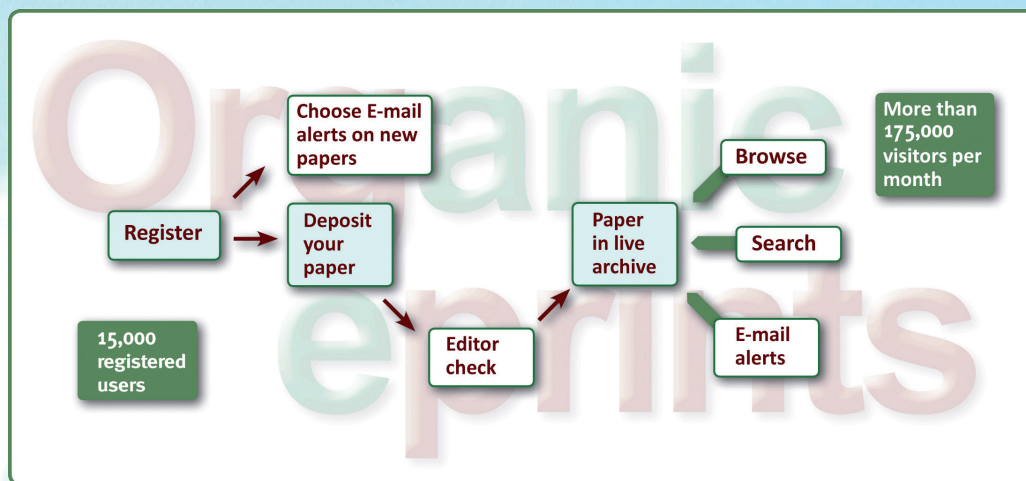 Organic
eprints
Choose E-mail
alerts on new
papers
Register
Deposit
your
paper
Editor
check
Paper
in live
archive
Browse
Search
E-mail
alerts
More than
175,000
visitors per
month
15,000
registered
users